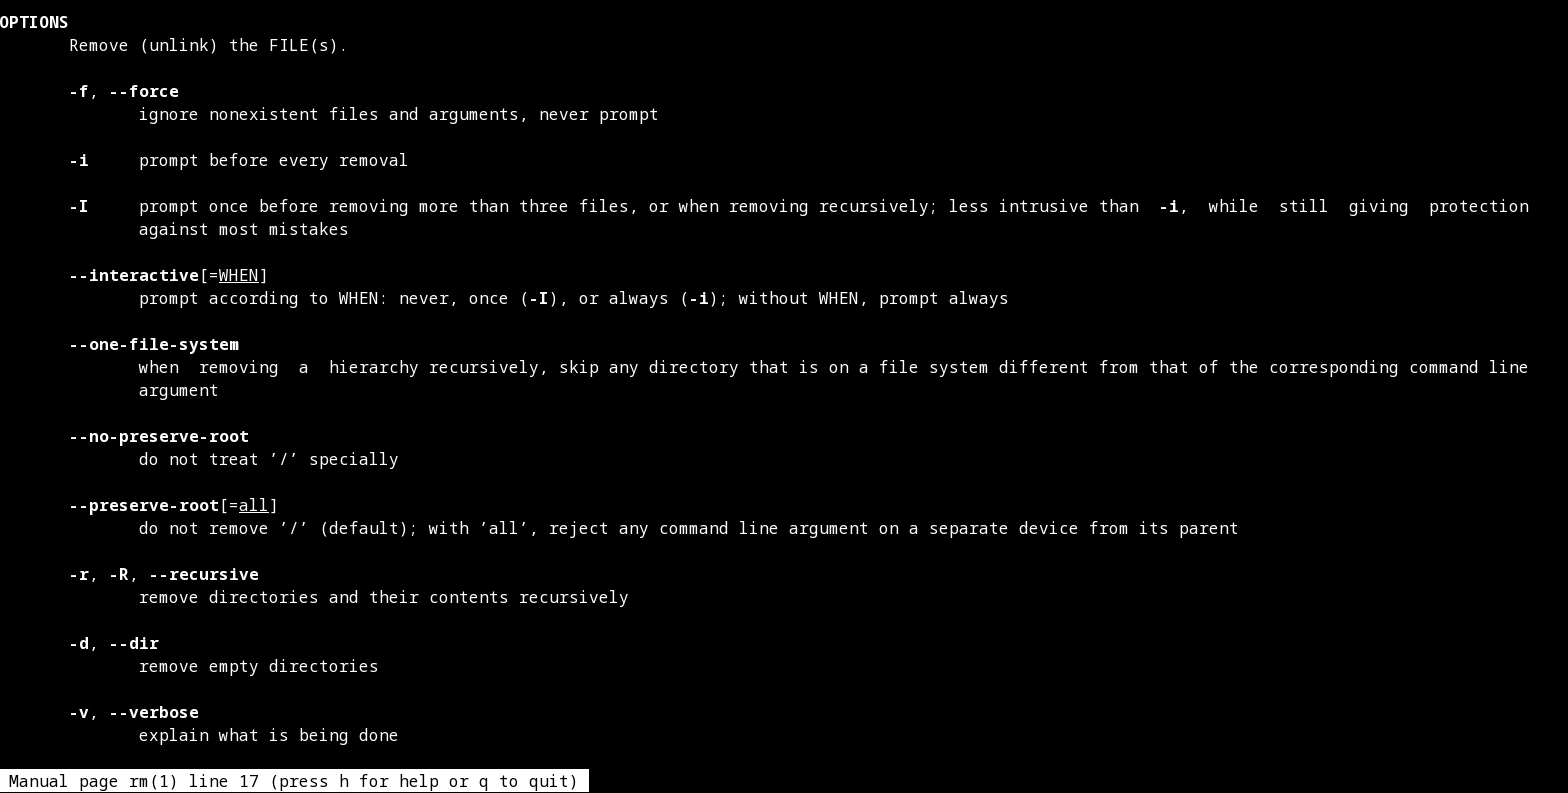 OPTIONS
Remove (unlink) the FILE(s).
-f, --force
ignore nonexistent files and arguments, never prompt
-i     prompt before every removal
-I     prompt once before removing more than three files, or when removing recursively; less intrusive than  -i,  while  still  giving  protection
against most mistakes
--interactive[=WHEN]
prompt according to WHEN: never, once (-I), or always (-i); without WHEN, prompt always
--one-file-system
when  removing  a  hierarchy recursively, skip any directory that is on a file system different from that of the corresponding command line
argument
--no-preserve-root
do not treat ’/’ specially
--preserve-root[=all]
do not remove ’/’ (default); with ’all’, reject any command line argument on a separate device from its parent
-r, -R, --recursive
remove directories and their contents recursively
-d, --dir
remove empty directories
-v, --verbose
explain what is being done
Manual page rm(1) line 17 (press h for help or q to quit)